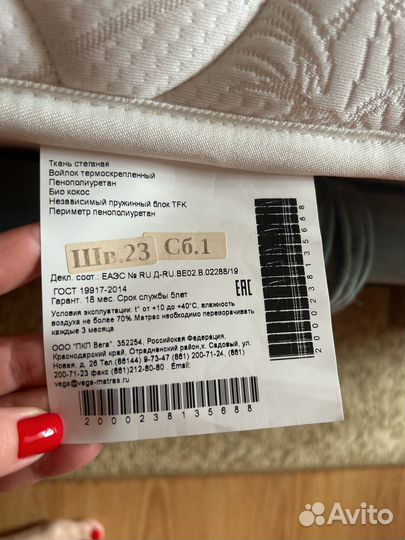 Ткань стеганая
Войлок термоскрепленный
Пенополиуретан
Био кокос
Независимый пружинный блок TFK
Периметр пенополиуретан
Шв.23 Сб.1
Декл. соот.: ЕАЭС № RU Д-RU.ВЕ02.В.02288/19
ГОСТ 19917-2014
Гарант. 18 мес. Срок службы 5лет
EAC
Условия эксплуатации: t° от +10 до +40°С, влажность
воздуха не более 70%.Матрас необходимо переворачивать
каждые 3 месяца
ООО "ПКП Вега", 352254, Российская Федерация,
Краснодарский край, Отрадненский район,х. Садовый, ул.
Новая, д. 26 Тел.(86144) 9-73-47 (861) 200-71-24, (861)
200-71-23 факс (861)212-80-80 . Email:
vega@vega-matras.ru
2000238135688
2000238135688
Avito